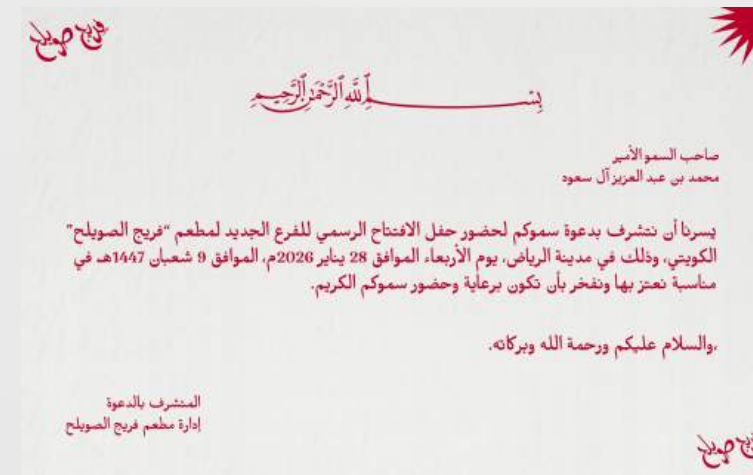 فريج صويلح
بسم الله الرحمن الرحيم
صاحب السمو الأمير
محمد بن عبد العزيز آل سعود
يسرنا أن نتشرف بدعوة سموكم لحضور حفل الافتتاح الرسمي للفرع الجديد لمطعم “فريج الصويلح”
الكويتي، وذلك في مدينة الرياض، يوم الأربعاء الموافق 28 يناير 2026م، الموافق 9 شعبان 1447هـ في
مناسبة نعتز بها ونفخر بأن تكون برعاية وحضور سموكم الكريم.
،والسلام عليكم ورحمة الله وبركاته.
المتشرف بالدعوة
إدارة مطعم فريج الصويلح
فريج صويلح